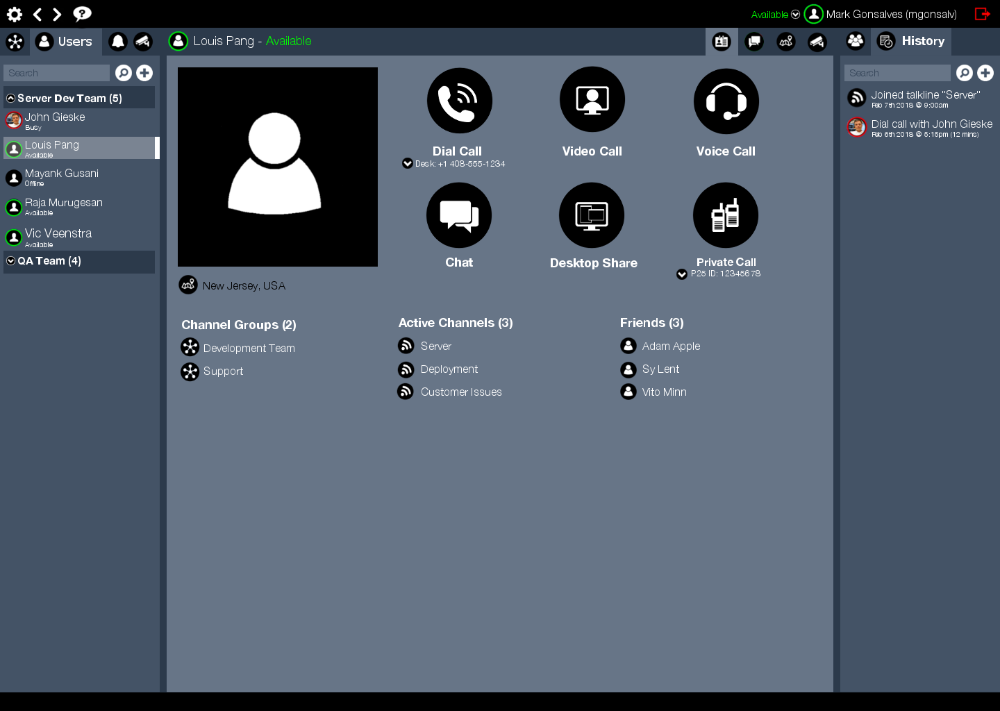 ?
Available
Mark Gonsalves (mgonsalv)
Users
Louis Pang - Available
History
Search
Server Dev Team (5)
John Gieske
Busy
Louis Pang
Available
Mayank Gusani
Offline
Raja Murugesan
Available
Vic Veenstra
Available
QA Team (4)
Dial Call
Desk: +1 408-555-1234
Video Call
Voice Call
Chat
Desktop Share
Private Call
P25 ID: 12345678
New Jersey, USA
Channel Groups (2)
Development Team
Support
Active Channels (3)
Server
Deployment
Customer Issues
Friends (3)
Adam Apple
Sy Lent
Vito Minn
Search
Joined talkline "Server"
Feb 7th 2018 @ 9:00am
Dial call with John Gieske
Feb 6th 2018 @ 5:15pm (12 mins)